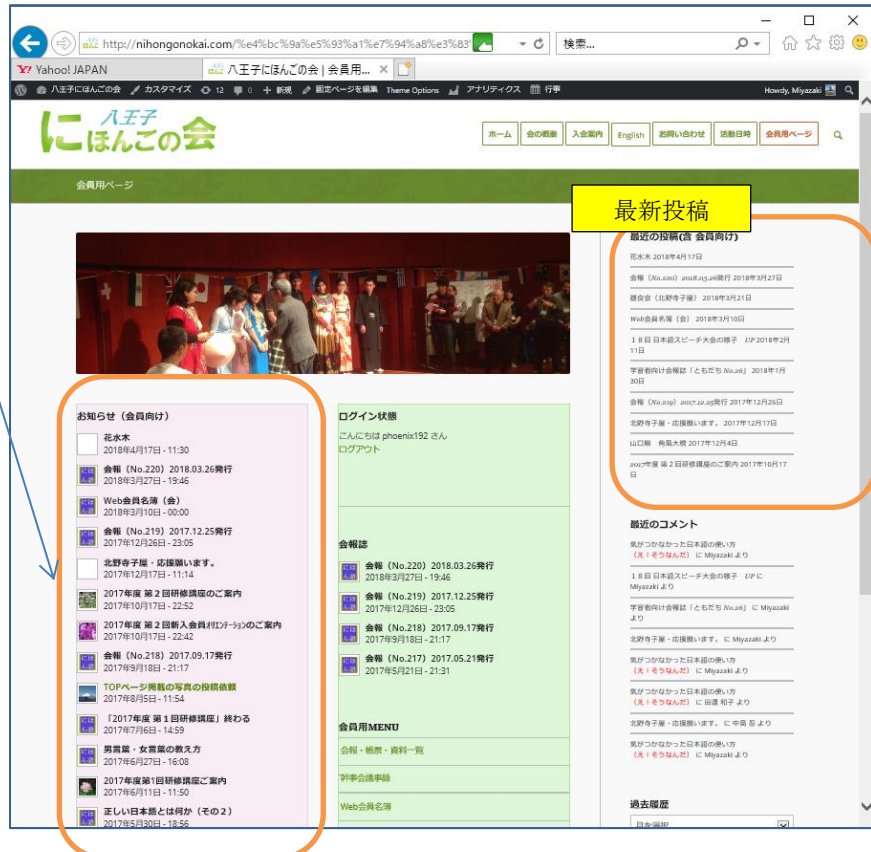 http://nihongonokai.com/%e4%bc%9a%e5%93%a1%e7%94%a8%e3%83
検索...
Yahoo! JAPAN
八王子にほんごの会 | 会員用...
八王子にほんごの会 カスタマイズ 12 0 + 新規 固定ページを編集 Theme Options アナリティクス 行事
Howdy, Miyazaki
八王子
にほんごの会
ホーム 会の概要 入会案内 English お問い合わせ 活動日時 会員用ページ
会員用ページ
最新投稿
お知らせ（会員向け）
花水木
2018年4月17日 - 11:30
会報（No.220）2018.03.26発行
2018年3月27日 - 19:46
Web会員名簿（会）
2018年3月10日 - 00:00
会報（No.219）2017.12.25発行
2017年12月26日 - 23:05
北野寺子屋・応援願います。
2017年12月17日 - 11:14
2017年度 第２回研修講座のご案内
2017年10月17日 - 22:52
2017年度 第２回新入会員ｵﾘｴﾝﾃｰｼｮﾝのご案内
2017年10月17日 - 22:42
会報（No.218）2017.09.17発行
2017年9月18日 - 21:17
TOPページ掲載の写真の投稿依頼
2017年8月5日 - 11:54
「2017年度 第１回研修講座」終わる
2017年7月6日 - 14:59
男言葉・女言葉の教え方
2017年6月27日 - 16:08
2017年度第1回研修講座ご案内
2017年6月11日 - 11:50
正しい日本語とは何か（その２）
2017年5月30日 - 18:56
ログイン状態
こんにちは phoenix192 さん
ログアウト
会報誌
会報（No.220）2018.03.26発行
2018年3月27日 - 19:46
会報（No.219）2017.12.25発行
2017年12月26日 - 23:05
会報（No.218）2017.09.17発行
2017年9月18日 - 21:17
会報（No.217）2017.05.21発行
2017年5月21日 - 21:31
会員用MENU
会報・帳票・資料一覧
幹事会議事録
Web会員名簿
最近の投稿(含 会員向け)
花水木 2018年4月17日
会報（No.220）2018.03.26発行 2018年3月27日
昼食会（北野寺子屋） 2018年3月21日
Web会員名簿（会） 2018年3月10日
１８回 日本語スピーチ大会の様子 UP 2018年2月
11日
学習者向け会報誌「ともだち No.26」 2018年1月
30日
会報（No.219）2017.12.25発行 2017年12月26日
北野寺子屋・応援願います。 2017年12月17日
山口県 角島大橋 2017年12月4日
2017年度 第２回研修講座のご案内 2017年10月17
日
最近のコメント
気がつかなかった日本語の使い方
（え！そうなんだ） に Miyazaki より
１８回 日本語スピーチ大会の様子 UP に
Miyazaki より
学習者向け会報誌「ともだち No.26」 に Miyazaki
より
北野寺子屋・応援願います。 に Miyazaki より
気がつかなかった日本語の使い方
（え！そうなんだ） に Miyazaki より
気がつかなかった日本語の使い方
（え！そうなんだ） に 田邊 和子 より
北野寺子屋・応援願います。 に 中島 忍 より
気がつかなかった日本語の使い方
（え！そうなんだ） に Miyazaki より
過去履歴
月を選択